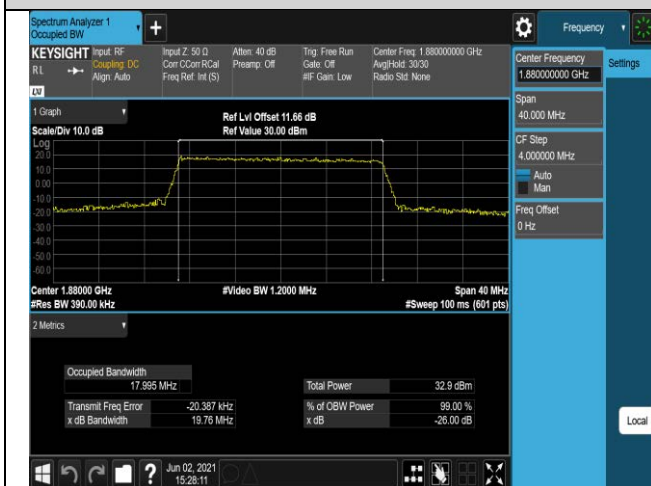 Spectrum Analyzer 1
Occupied BW
Frequency
KEYSIGHT
Input: RF
Coupling: DC
Align: Auto
RL
LXI
Input Z: 50 Ω
Corr CCorr RCal
Freq Ref: Int (S)
Atten: 40 dB
Preamp: Off
Trig: Free Run
Gate: Off
#IF Gain: Low
Center Freq: 1.880000000 GHz
Avg|Hold: 30/30
Radio Std: None
Center Frequency
1.880000000 GHz
Settings
Span
40.000 MHz
CF Step
4.000000 MHz
Auto
Man
Freq Offset
0 Hz
1 Graph
Scale/Div 10.0 dB
Ref Lvl Offset 11.66 dB
Ref Value 30.00 dBm
Log
20.0
10.0
0.00
-10.0
-20.0
-30.0
-40.0
-50.0
-60.0
Center 1.88000 GHz
#Res BW 390.00 kHz
#Video BW 1.2000 MHz
Span 40 MHz
#Sweep 100 ms (601 pts)
2 Metrics
Occupied Bandwidth
17.995 MHz
Total Power 32.9 dBm
Transmit Freq Error -20.387 kHz
% of OBW Power 99.00 %
x dB Bandwidth 19.76 MHz
x dB -26.00 dB
Local
Jun 02, 2021
15:28:11